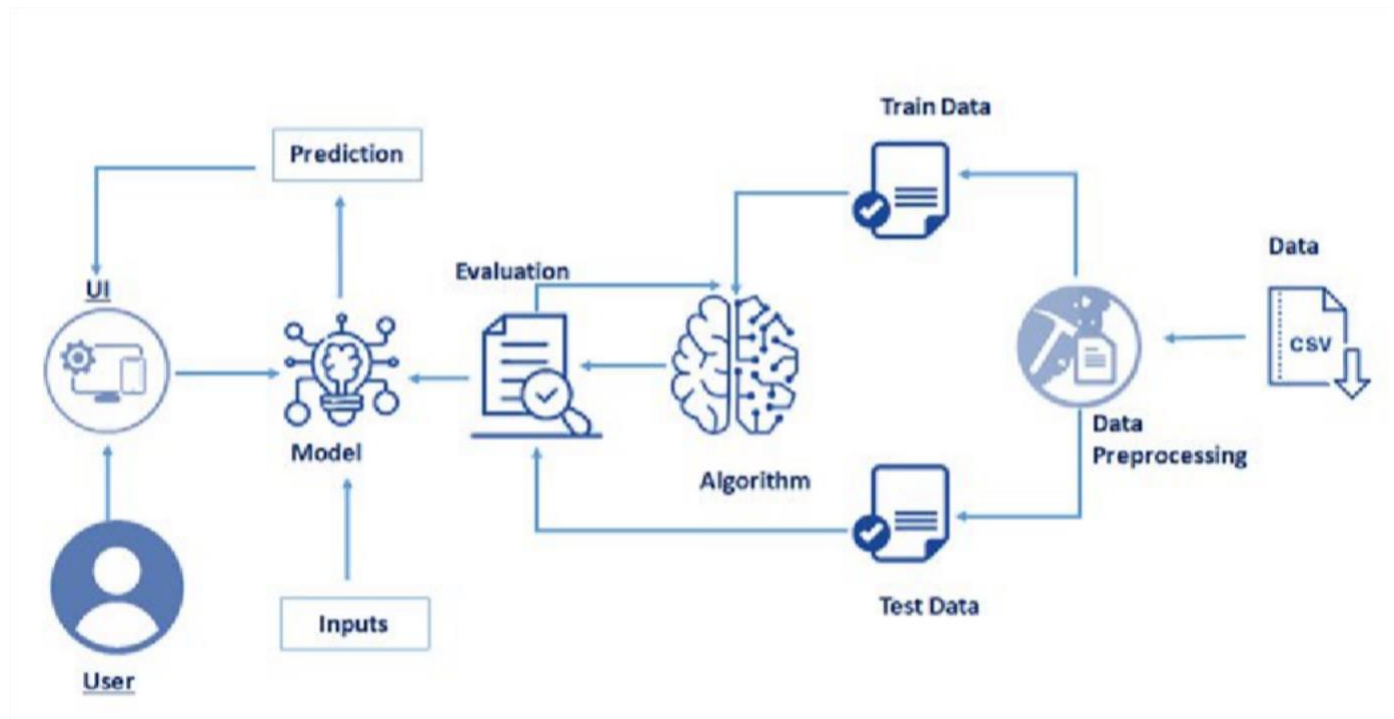 Train Data
Prediction
Data
Evaluation
UI
CSV
Data
Preprocessing
Model
Algorithm
Test Data
Inputs
User